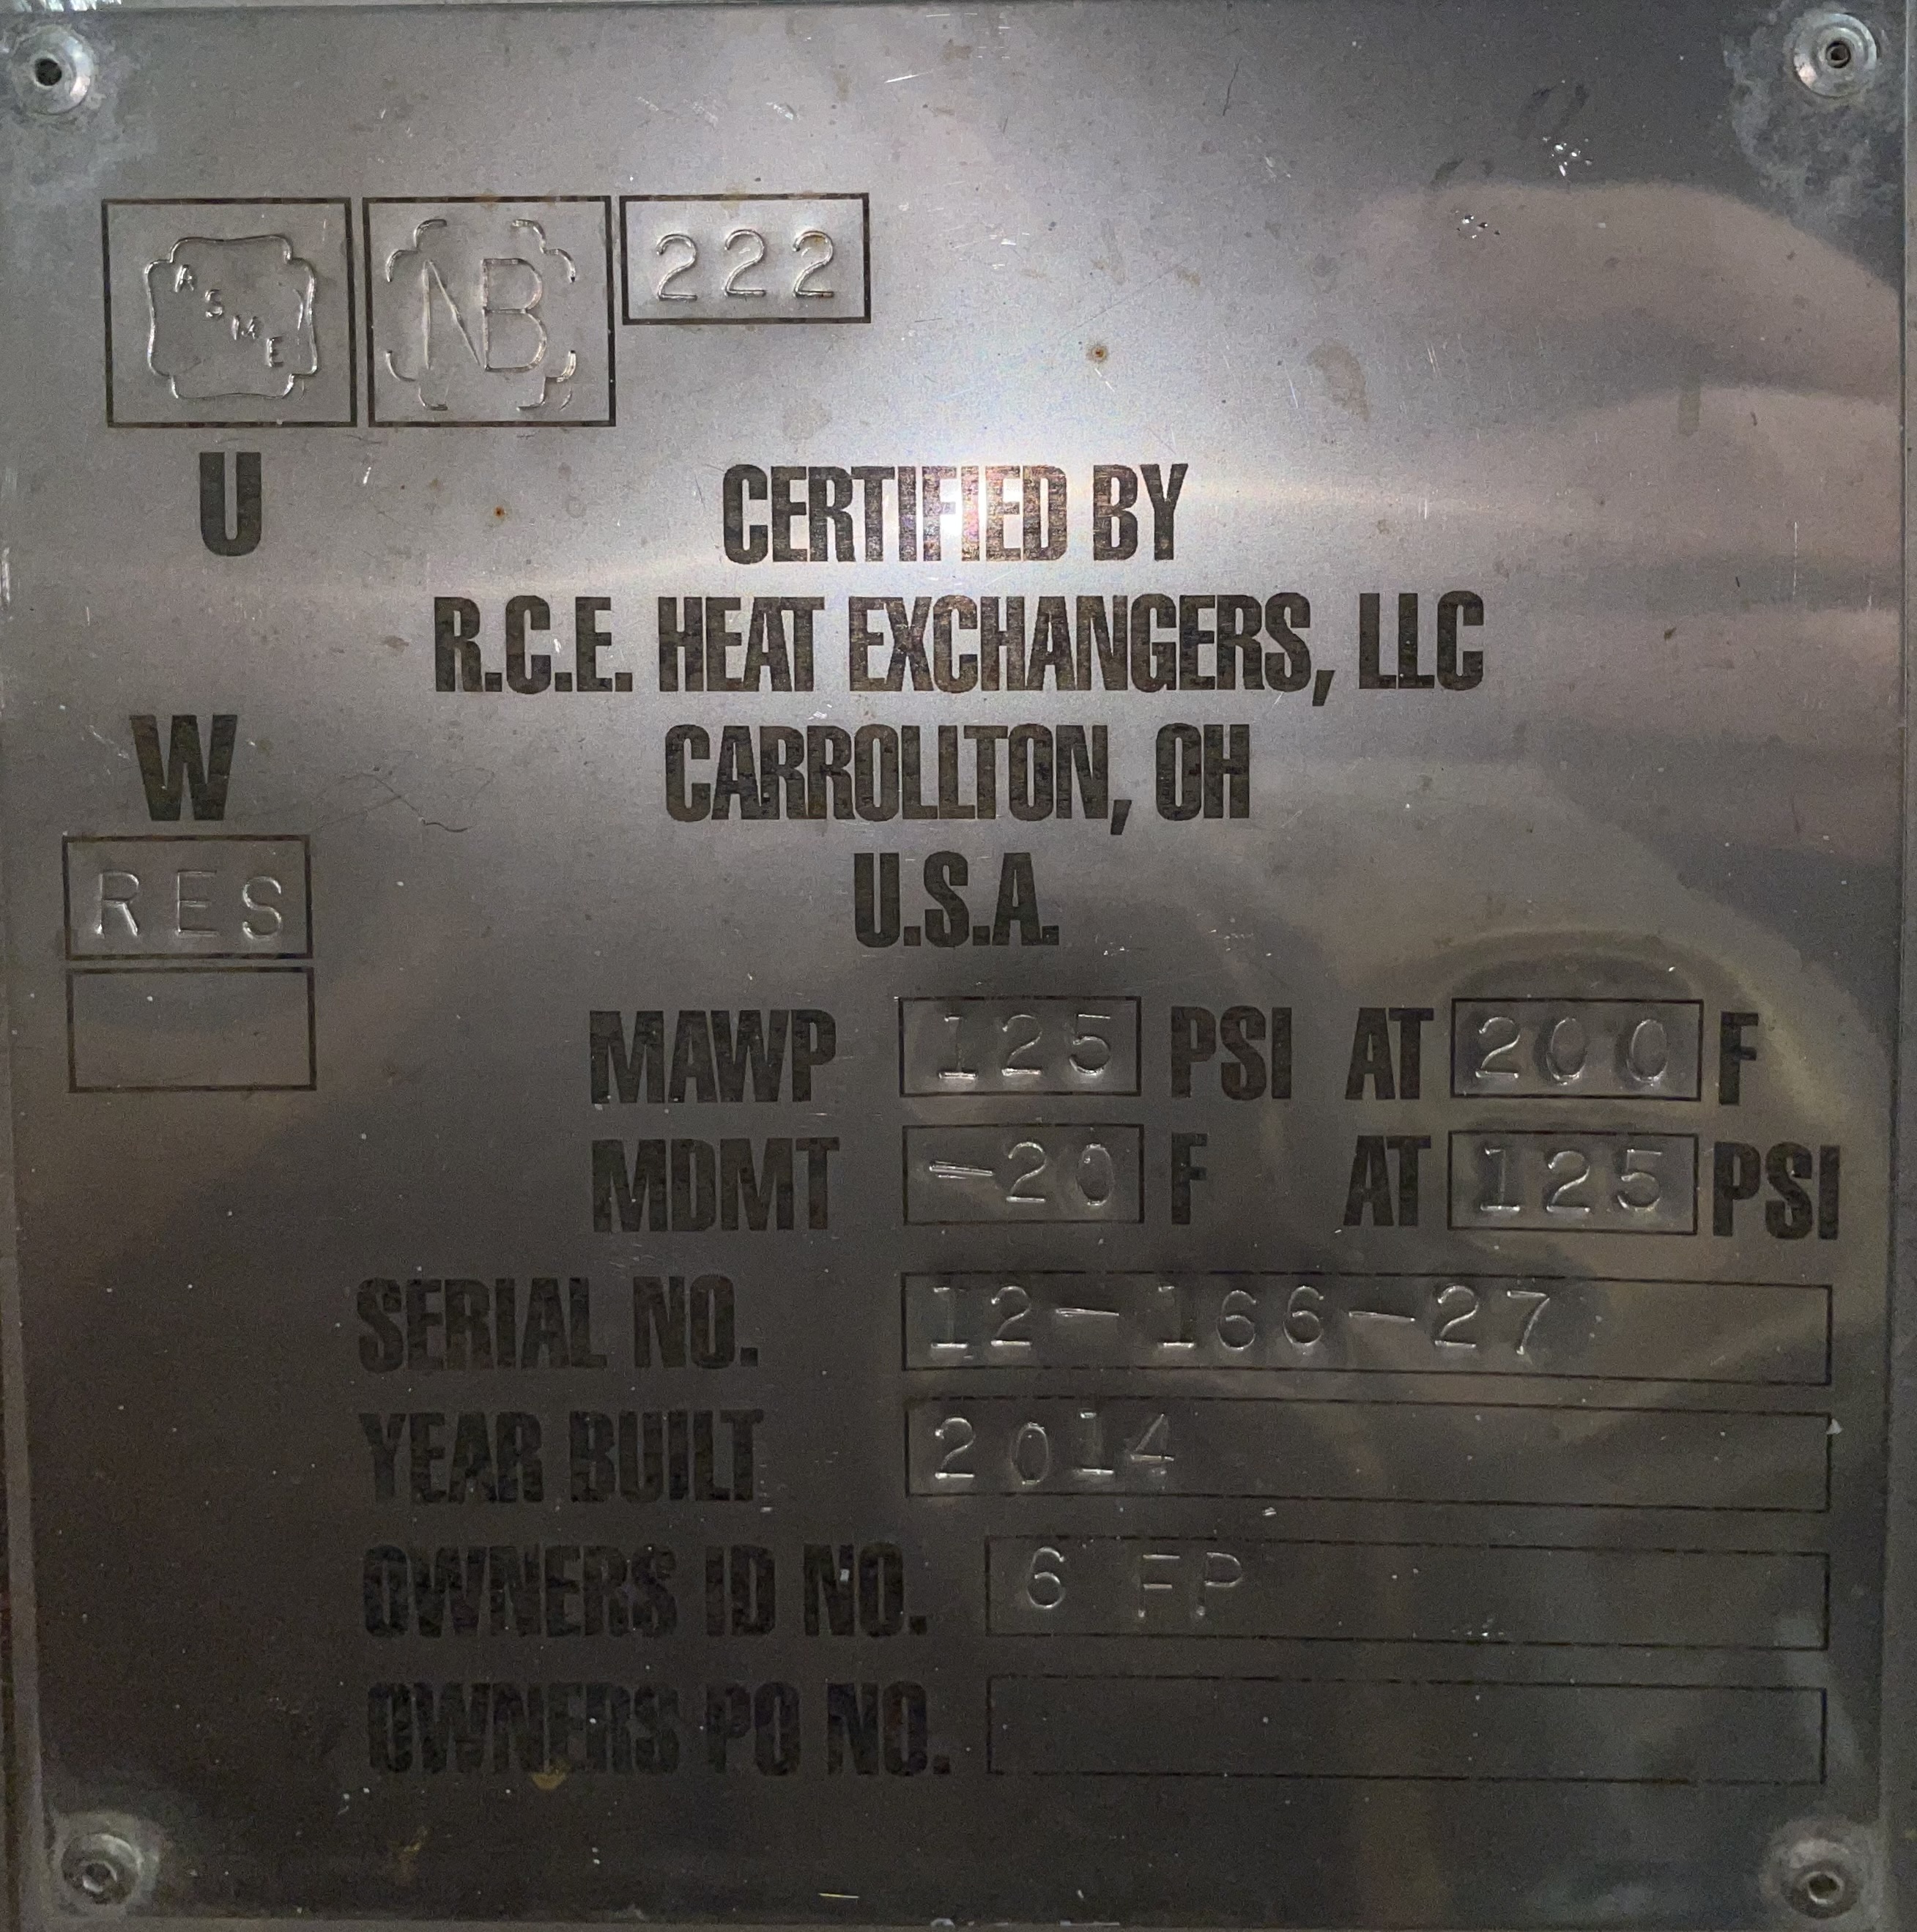 ASME NB 222
U
CERTIFIED BY
R.C.E. HEAT EXCHANGERS, LLC
W
CARROLLTON, OH
RES
U.S.A.
MAWP 125 PSI AT 200 F
MDMT -20 F AT 125 PSI
SERIAL NO. 12-166-27
YEAR BUILT 2014
OWNERS ID NO. 6 FP
OWNERS PO NO.